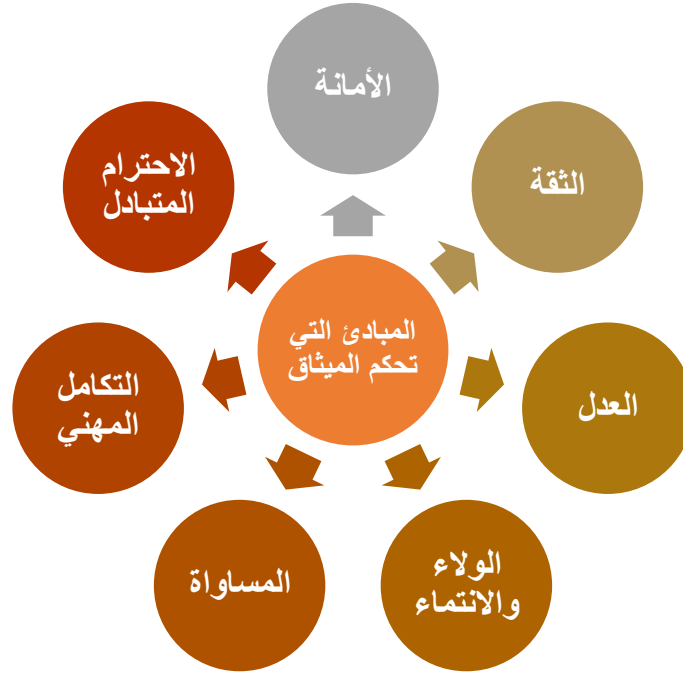 المبادئ التي
تحكم الميثاق
الأمانة
الثقة
العدل
الولاء
والانتماء
المساواة
التكامل
المهني
الاحترام
المتبادل